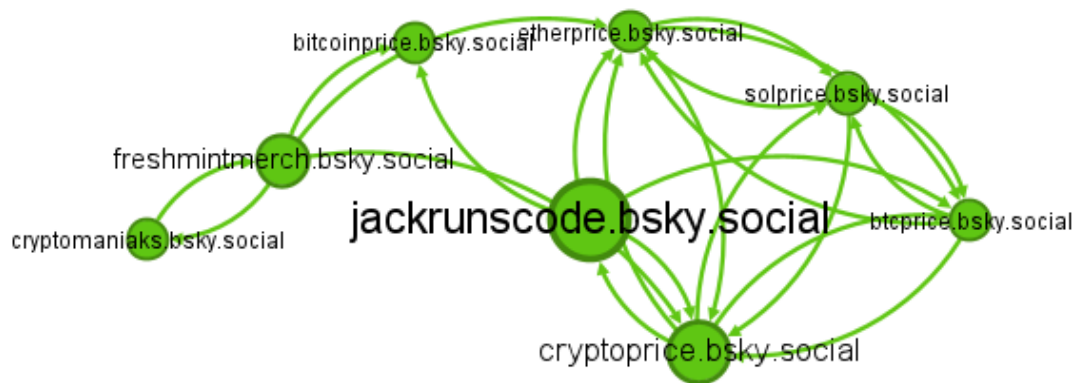 bitcoinprice.bsky.social
etherprice.bsky.social
solprice.bsky.social
freshmintmerch.bsky.social
jackrunscode.bsky.social
btcprice.bsky.social
cryptomaniaks.bsky.social
cryptoprice.bsky.social